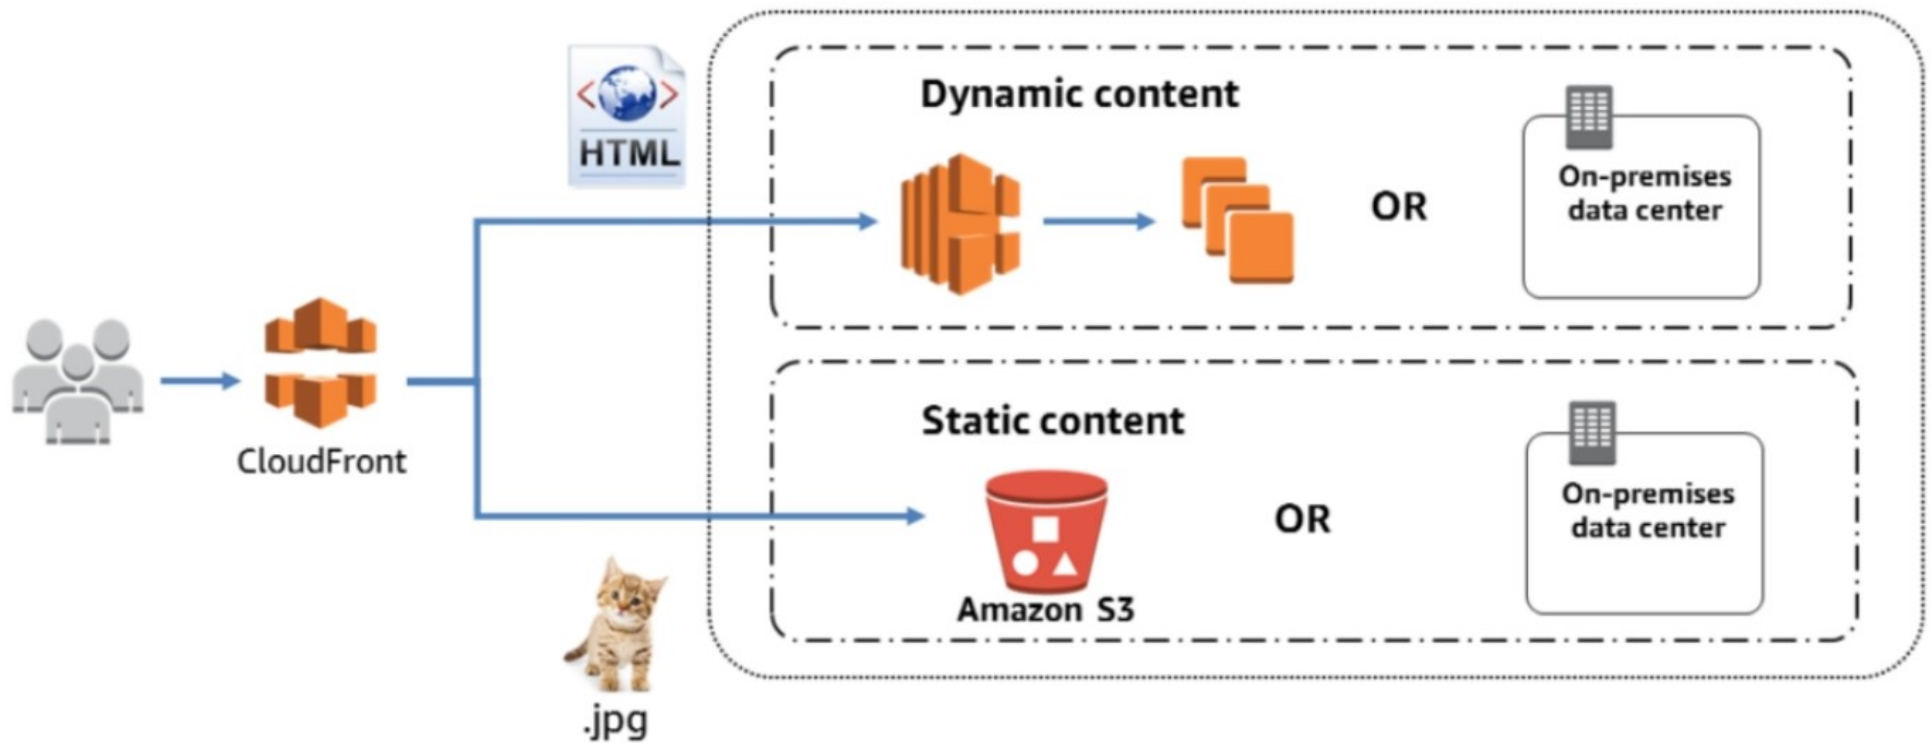 HTML
Dynamic content
On-premises
data center
OR
CloudFront
Static content
On-premises
data center
OR
Amazon S3
.jpg